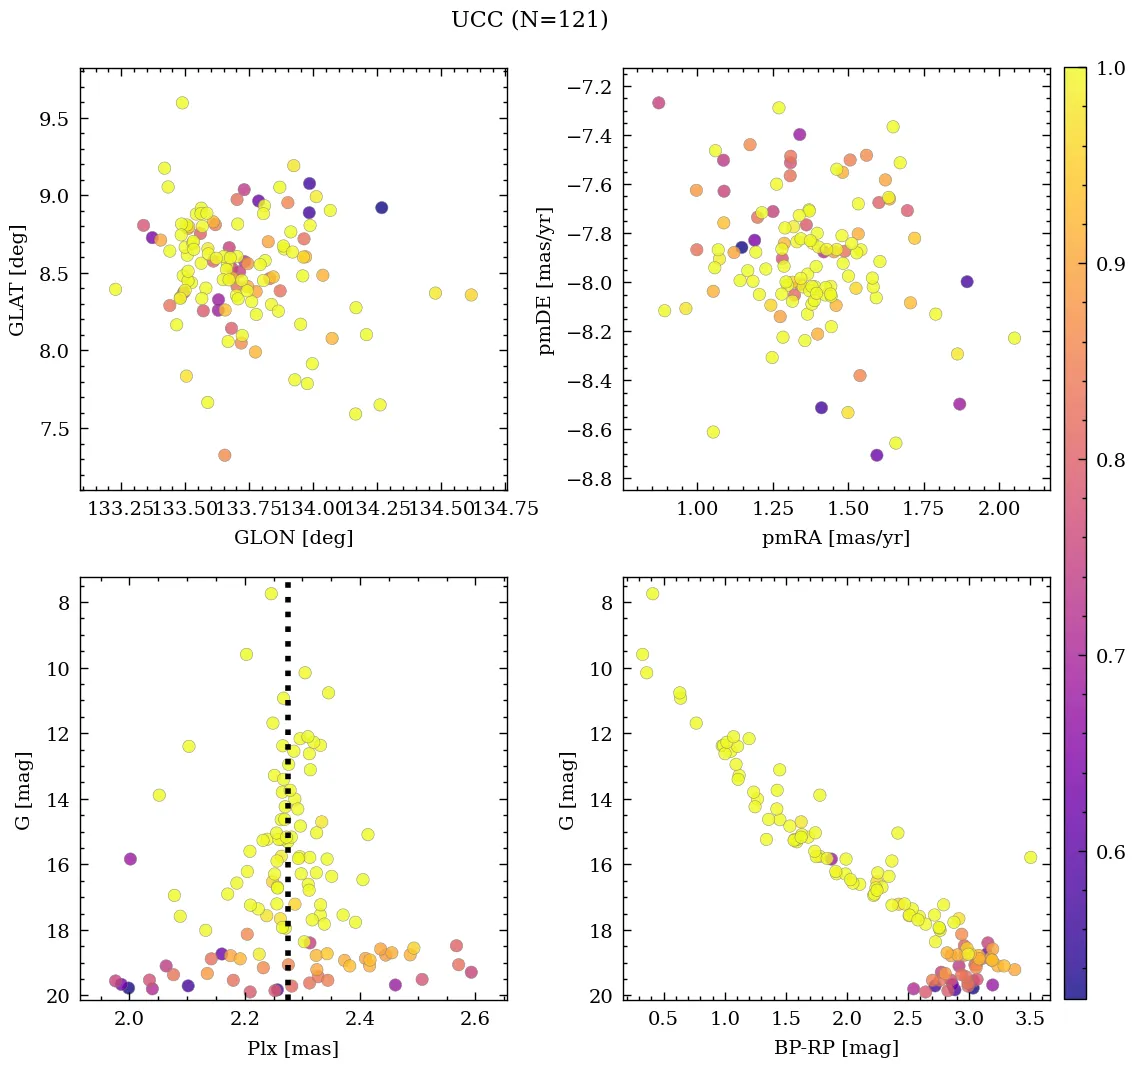 UCC (N=121)
9.5
9.0
8.5
8.0
7.5
GLAT [deg]
133.25 133.50 133.75 134.00 134.25 134.50 134.75
GLON [deg]
−7.2
−7.4
−7.6
−7.8
−8.0
−8.2
−8.4
−8.6
−8.8
pmDE [mas/yr]
1.00 1.25 1.50 1.75 2.00
pmRA [mas/yr]
8
10
12
14
16
18
20
G [mag]
2.0 2.2 2.4 2.6
Plx [mas]
8
10
12
14
16
18
20
G [mag]
0.5 1.0 1.5 2.0 2.5 3.0 3.5
BP-RP [mag]
1.0
0.9
0.8
0.7
0.6